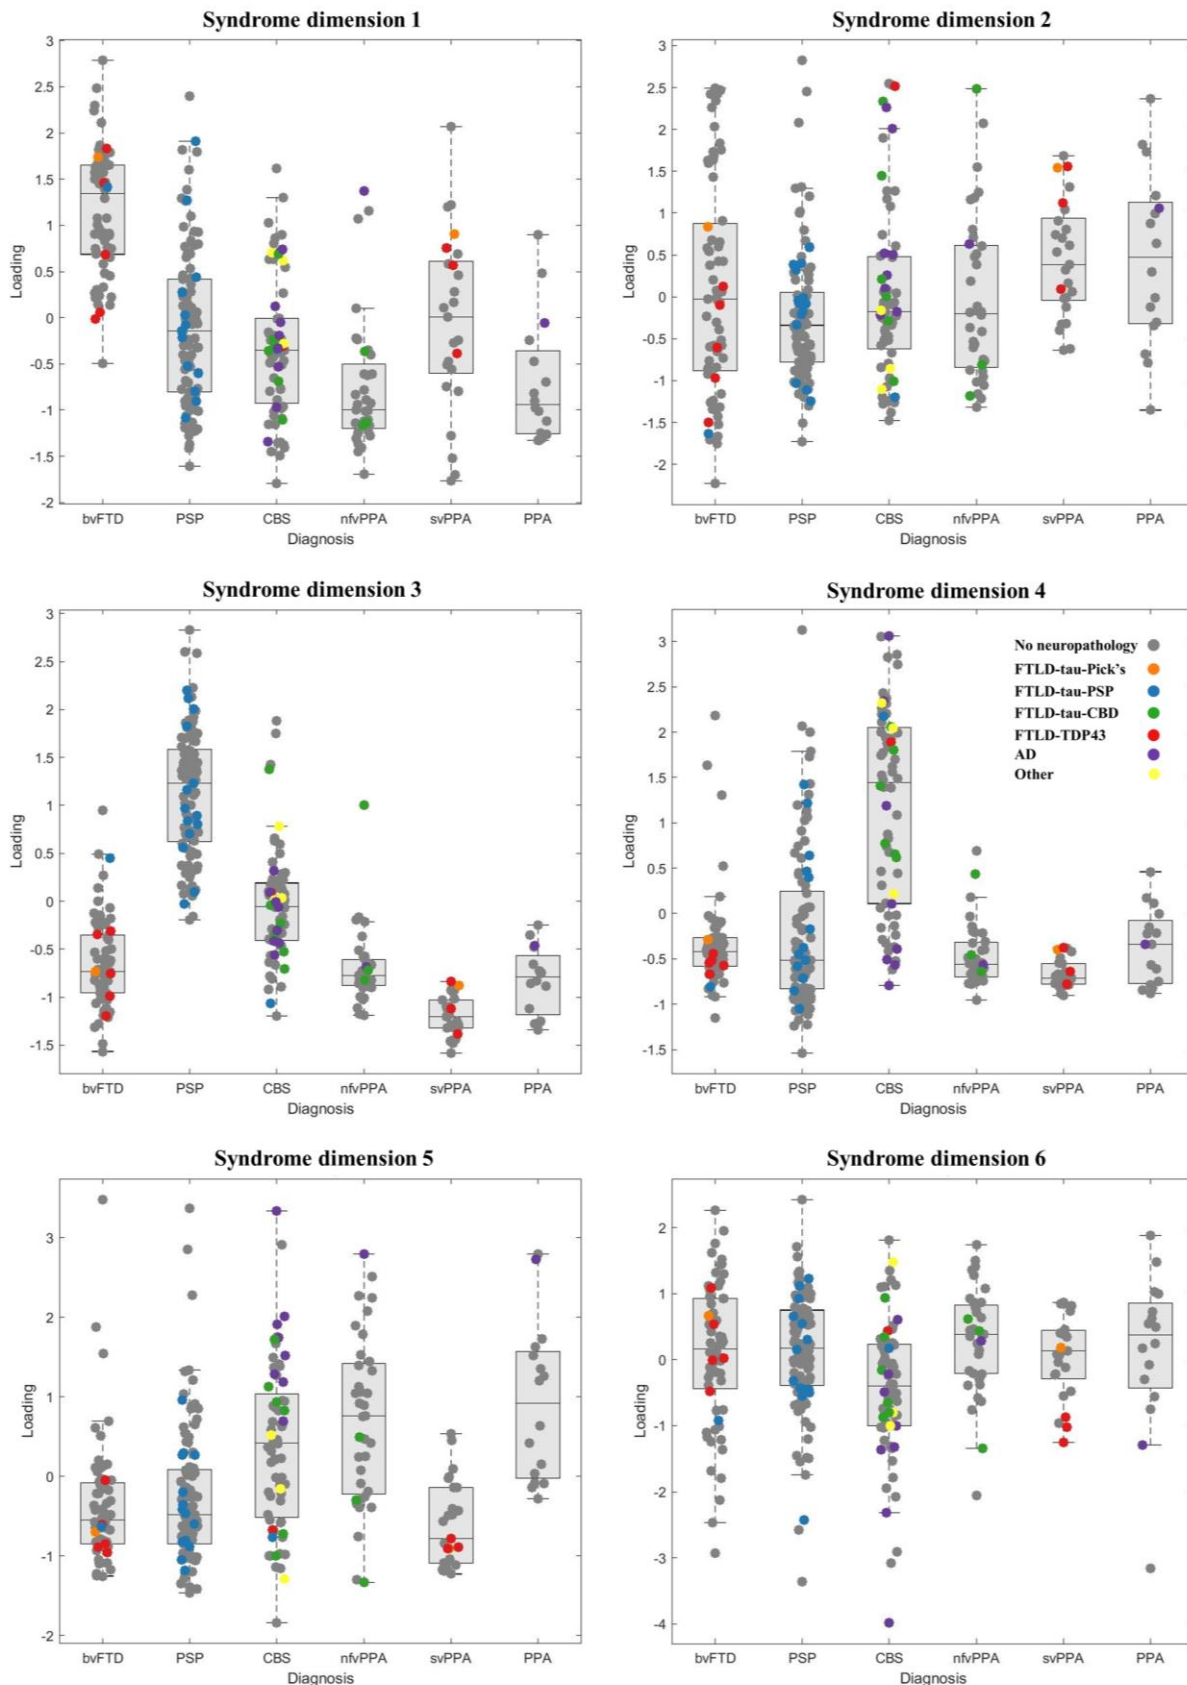 Syndrome dimension 1
3
2.5
2
1.5
1
0.5
0
-0.5
-1
-1.5
-2
Loading
bvFTD PSP CBS nfvPPA svPPA PPA
Diagnosis
Syndrome dimension 2
3
2.5
2
1.5
1
0.5
0
-0.5
-1
-1.5
-2
Loading
bvFTD PSP CBS nfvPPA svPPA PPA
Diagnosis
Syndrome dimension 3
3
2.5
2
1.5
1
0.5
0
-0.5
-1
-1.5
Loading
bvFTD PSP CBS nfvPPA svPPA PPA
Diagnosis
Syndrome dimension 4
3
2.5
2
1.5
1
0.5
0
-0.5
-1
-1.5
Loading
No neuropathology
FTLD-tau-Pick's
FTLD-tau-PSP
FTLD-tau-CBD
FTLD-TDP43
AD
Other
bvFTD PSP CBS nfvPPA svPPA PPA
Diagnosis
Syndrome dimension 5
3
2
1
0
-1
-2
Loading
bvFTD PSP CBS nfvPPA svPPA PPA
Diagnosis
Syndrome dimension 6
2
1
0
-1
-2
-3
-4
Loading
bvFTD PSP CBS nfvPPA svPPA PPA
Diagnosis